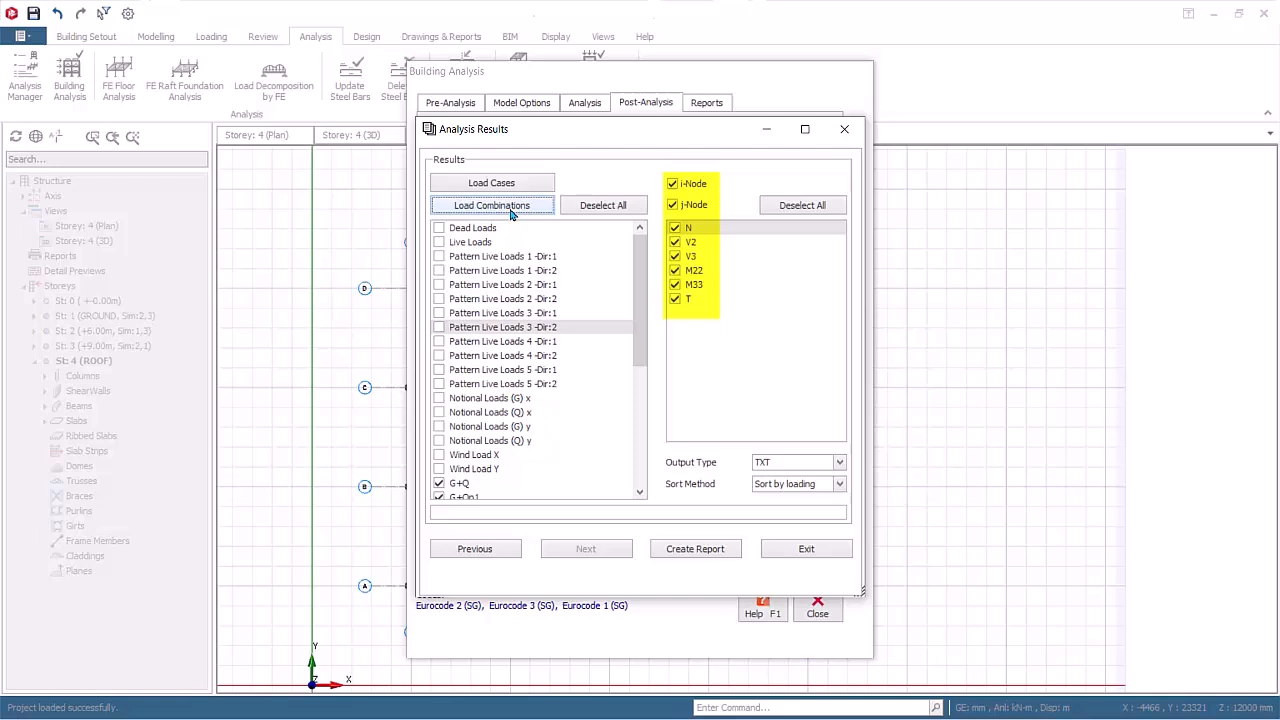 Building Setout Modelling Loading Review Analysis Design Drawings & Reports BIM Display Views Help
Analysis Manager
Building Analysis
FE Floor Analysis
FE Raft Foundation Analysis
Load Decomposition by FE
Update Steel Bars
Analysis
Search...
Structure
Axis
Views
Storey: 4 (Plan)
Storey: 4 (3D)
Reports
Detail Previews
Storeys
St: 0 ( +-0.00m)
St: 1 (GROUND, Sim:2,3)
St: 2 (+6.00m, Sim:1,3)
St: 3 (+9.00m, Sim:2,1)
St: 4 (ROOF)
Columns
ShearWalls
Beams
Slabs
Ribbed Slabs
Slab Strips
Domes
Trusses
Braces
Purlins
Girts
Frame Members
Claddings
Planes
Storey: 4 (Plan)
Storey: 4 (3D)
D
C
B
A
Y
Z
X
Building Analysis
Pre-Analysis Model Options Analysis Post-Analysis Reports
Analysis Results
Results
Load Cases
Load Combinations
Deselect All
Dead Loads
Live Loads
Pattern Live Loads 1 -Dir:1
Pattern Live Loads 1 -Dir:2
Pattern Live Loads 2 -Dir:1
Pattern Live Loads 2 -Dir:2
Pattern Live Loads 3 -Dir:1
Pattern Live Loads 3 -Dir:2
Pattern Live Loads 4 -Dir:1
Pattern Live Loads 4 -Dir:2
Pattern Live Loads 5 -Dir:1
Pattern Live Loads 5 -Dir:2
Notional Loads (G) x
Notional Loads (Q) x
Notional Loads (G) y
Notional Loads (Q) y
Wind Load X
Wind Load Y
G+Q
G+Qp1
i-Node
j-Node
Deselect All
N
V2
V3
M22
M33
T
Output Type TXT
Sort Method Sort by loading
Previous Next Create Report Exit
Eurocode 2 (SG), Eurocode 3 (SG), Eurocode 1 (SG)
Help F1
Close
Project loaded successfully.
Enter Command...
GE: mm , Anl: kN-m , Disp: m
X : -4466 , Y : 23321
Z : 12000 mm